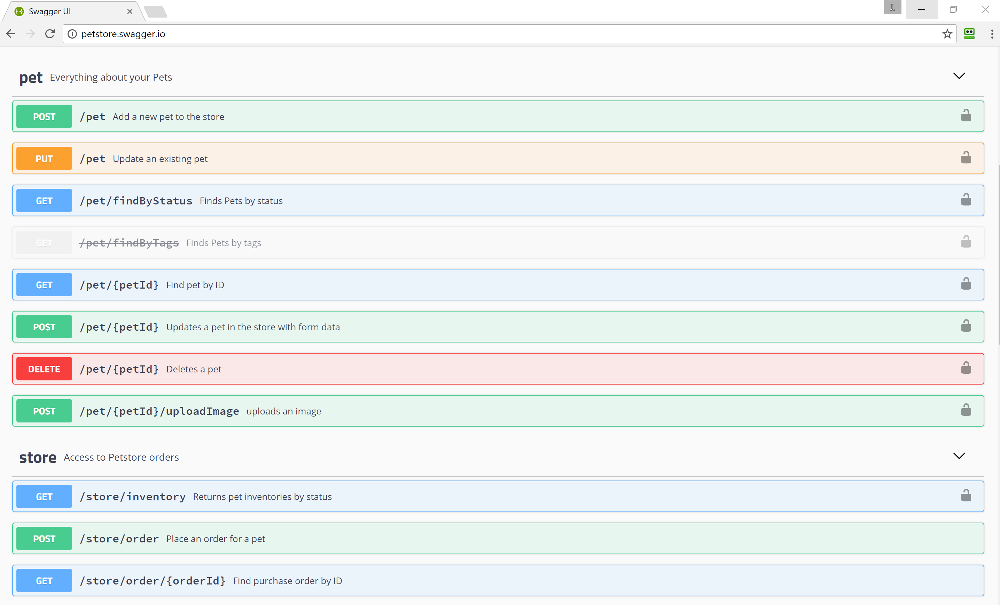 Swagger UI
J.
petstore.swagger.io
pet Everything about your Pets
POST /pet Add a new pet to the store
PUT /pet Update an existing pet
GET /pet/findByStatus Finds Pets by status
GET /pet/findByTags Finds Pets by tags
GET /pet/{petId} Find pet by ID
POST /pet/{petId} Updates a pet in the store with form data
DELETE /pet/{petId} Deletes a pet
POST /pet/{petId}/uploadImage uploads an image
store Access to Petstore orders
GET /store/inventory Returns pet inventories by status
POST /store/order Place an order for a pet
GET /store/order/{orderId} Find purchase order by ID